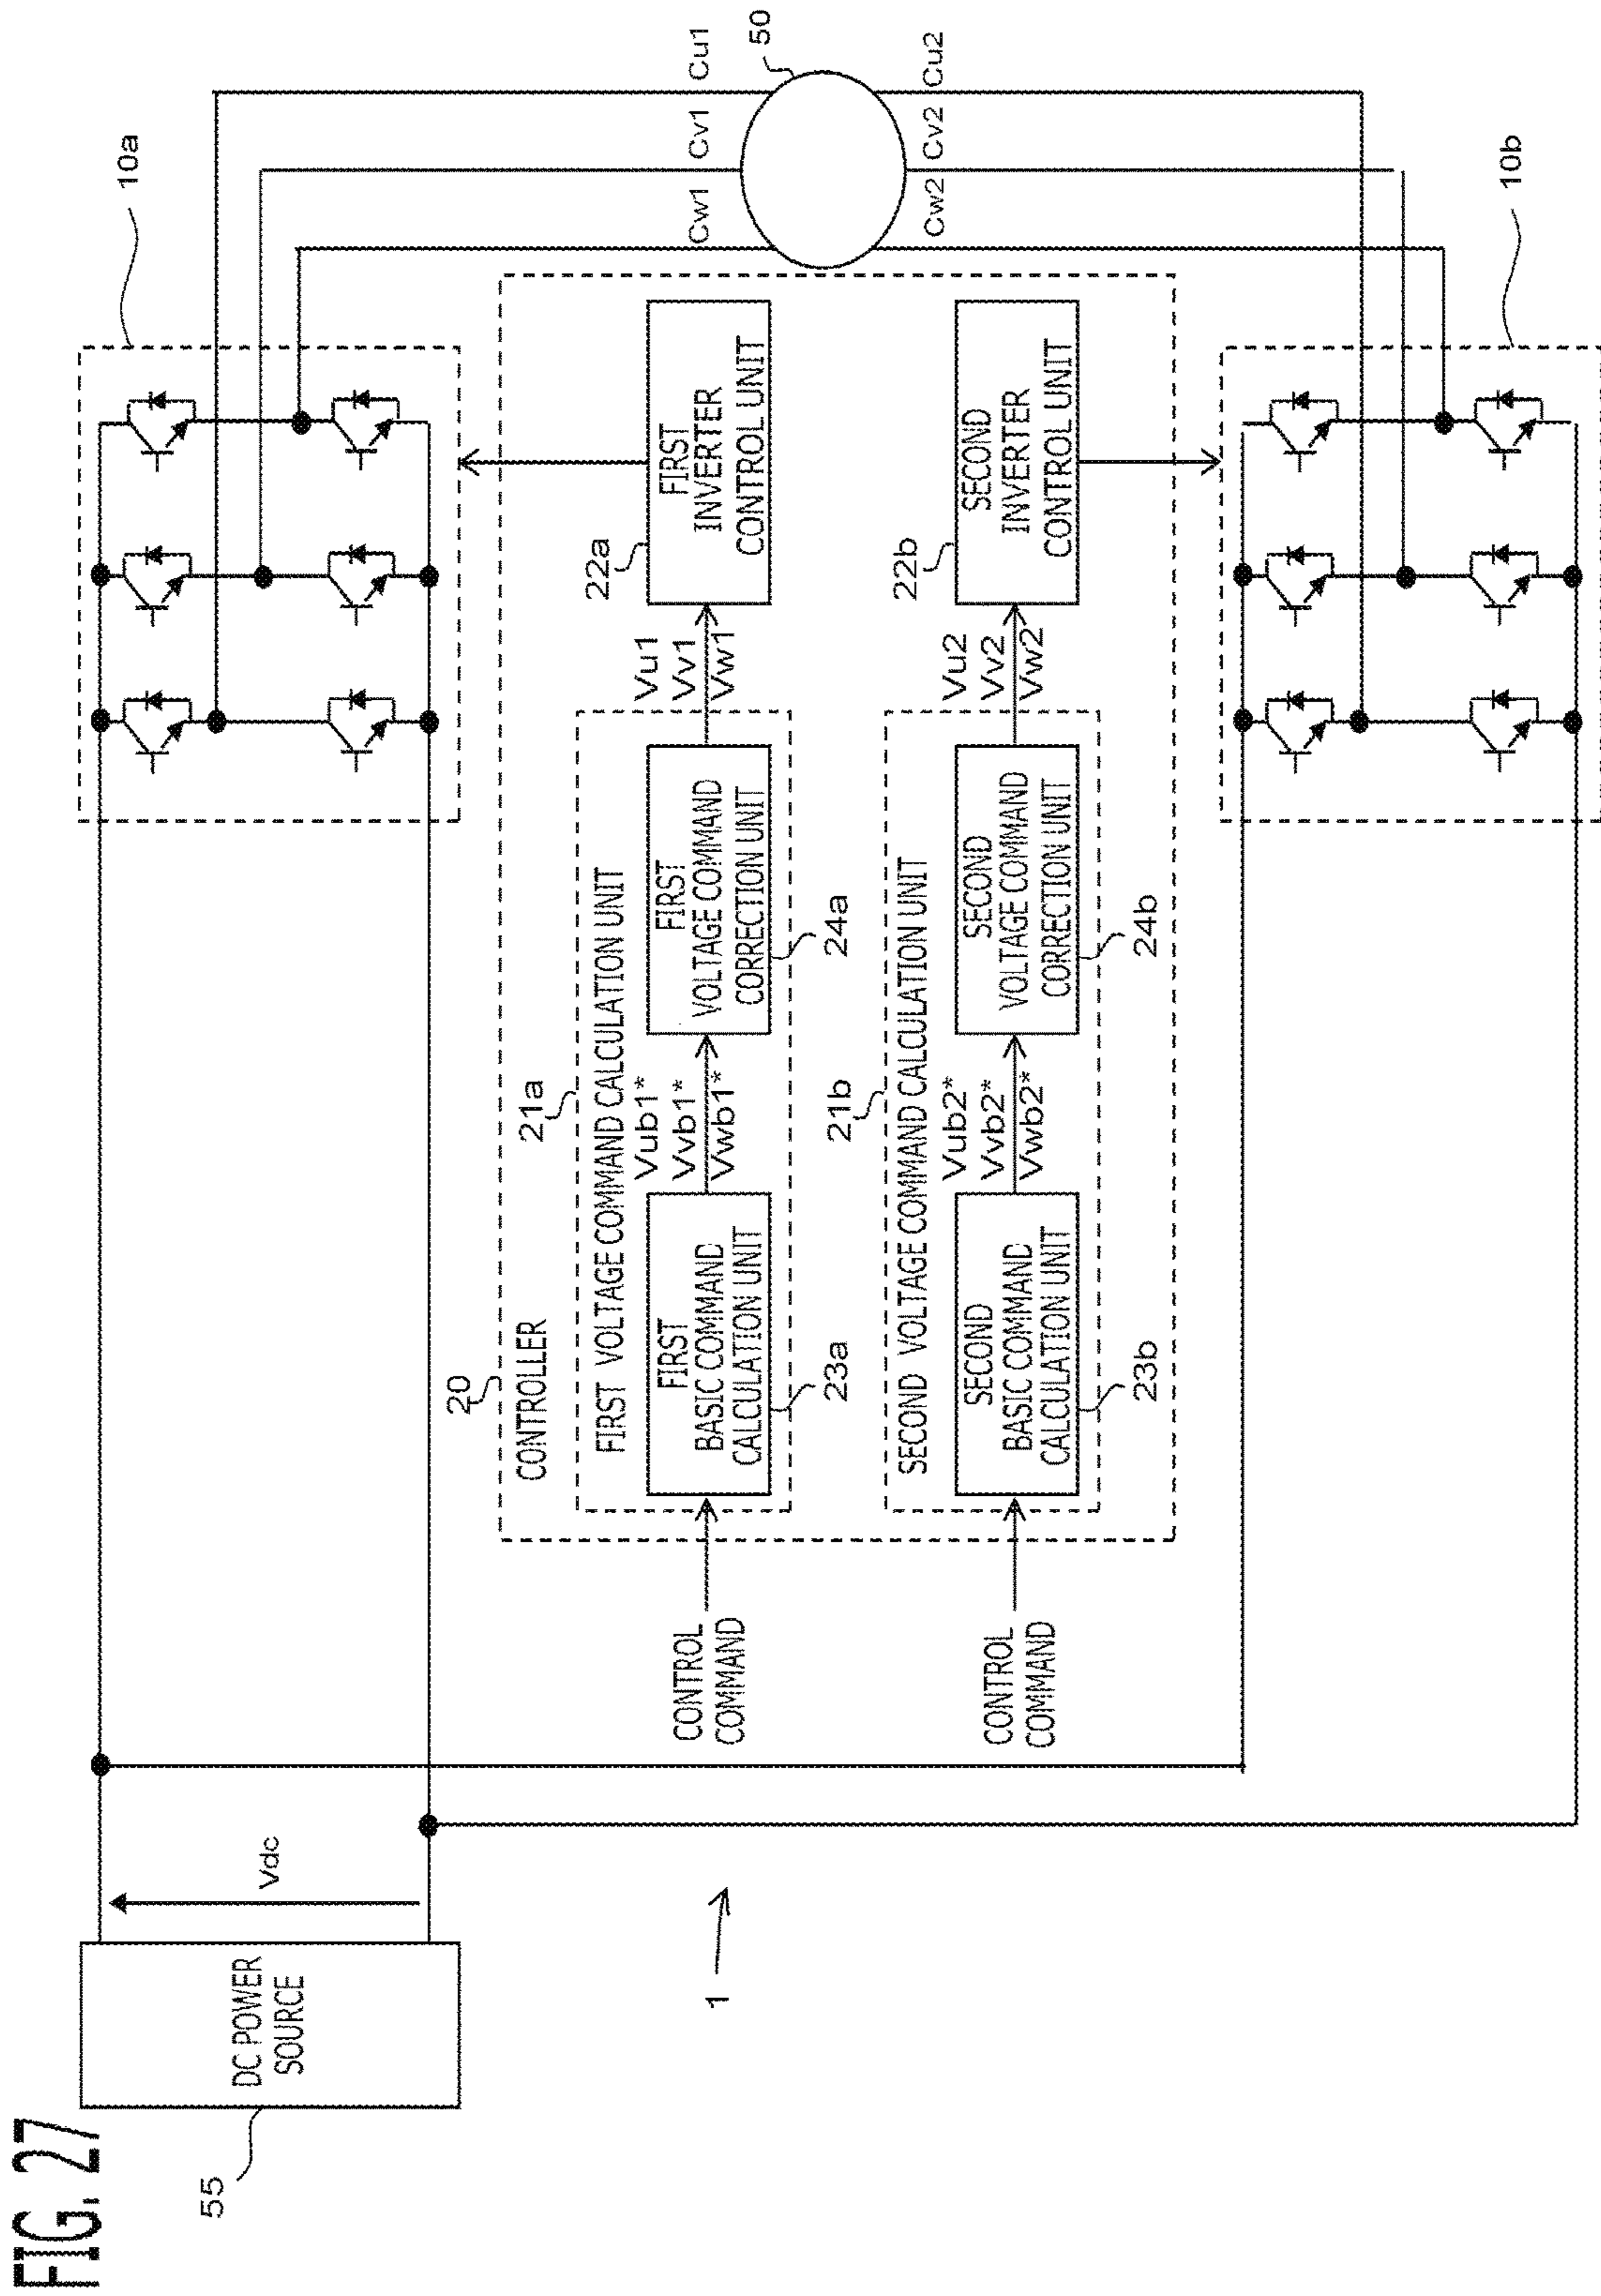 FIG. 27
55
DC POWER
SOURCE
Vdc
1
10a
20
CONTROLLER
21a
FIRST VOLTAGE COMMAND CALCULATION UNIT
CONTROL
COMMAND
FIRST
BASIC COMMAND
CALCULATION UNIT
23a
Vub1*
Vvb1*
Vwb1*
FIRST
VOLTAGE COMMAND
CORRECTION UNIT
24a
Vu1
Vv1
Vw1
22a
FIRST
INVERTER
CONTROL UNIT
21b
SECOND VOLTAGE COMMAND CALCULATION UNIT
CONTROL
COMMAND
SECOND
BASIC COMMAND
CALCULATION UNIT
23b
Vub2*
Vvb2*
Vwb2*
SECOND
VOLTAGE COMMAND
CORRECTION UNIT
24b
Vu2
Vv2
Vw2
22b
SECOND
INVERTER
CONTROL UNIT
Cw1
Cv1
Cu1
50
Cw2
Cv2
Cu2
10b